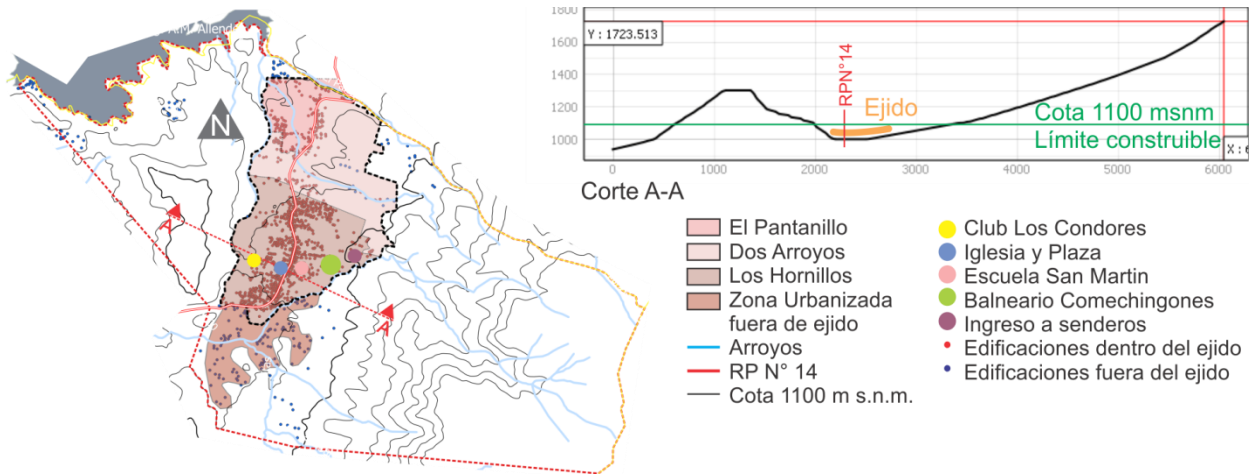 Allend
N
A
A
1800
1600
1400
1200
1000
Y : 1723.513
RPN°14
Ejido
Cota 1100 msnm
Límite construible
X : 6
0
1000
2000
3000
4000
5000
6000
Corte A-A
El Pantanillo
Dos Arroyos
Los Hornillos
Zona Urbanizada
fuera de ejido
Arroyos
RP N° 14
Cota 1100 m s.n.m.
Club Los Condores
Iglesia y Plaza
Escuela San Martin
Balneario Comechingones
Ingreso a senderos
Edificaciones dentro del ejido
Edificaciones fuera del ejido